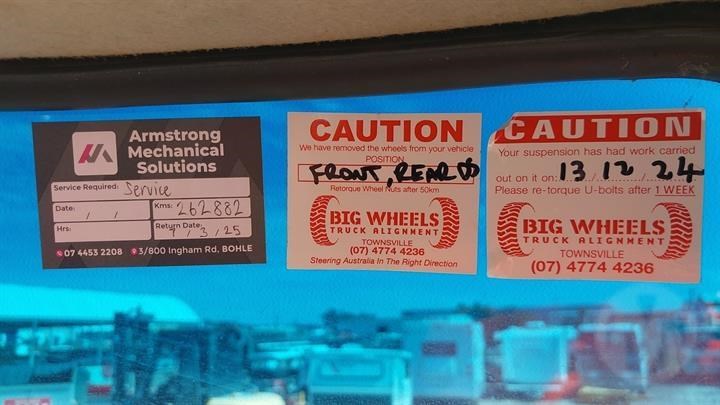 Armstrong
Mechanical
Solutions
Service Required: Service
Date: / /
Kms: 262882
Hrs:
Return Date: 7/3/25
07 4453 2208 3/800 Ingham Rd, BOHLE
CAUTION
We have removed the wheels from your vehicle
POSITION
FRONT, REAR
Retorque Wheel Nuts after 50km
BIG WHEELS
TRUCK ALIGNMENT
TOWNSVILLE
(07) 4774 4236
Steering Australia In The Right Direction
CAUTION
Your suspension has had work carried
out on it on: 13/12/24
Please re-torque U-bolts after 1 WEEK
BIG WHEELS
TRUCK ALIGNMENT
TOWNSVILLE
(07) 4774 4236